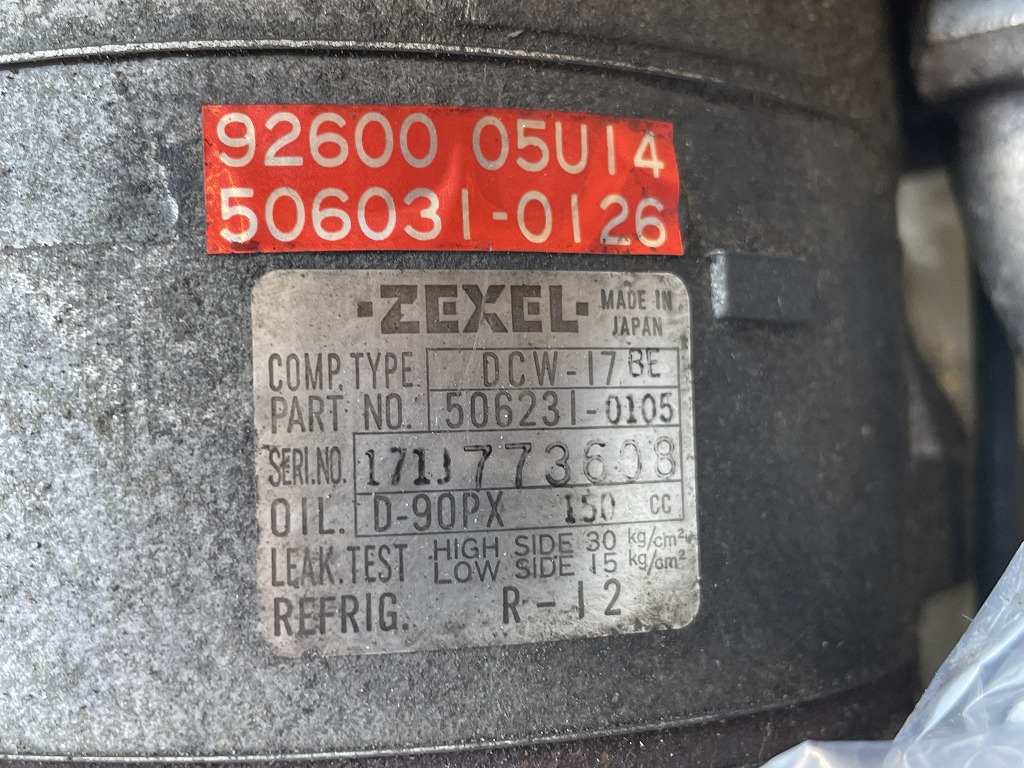 92600 05U14
506031-0126
·ZEXEL· MADE IN JAPAN
COMP. TYPE DCW-17 BE
PART NO. 506231-0105
SERI.NO. 171J773608
OIL. D-90PX 150 cc
LEAK.TEST HIGH SIDE 30 kg/cm²
LOW SIDE 15 kg/cm²
REFRIG. R-12